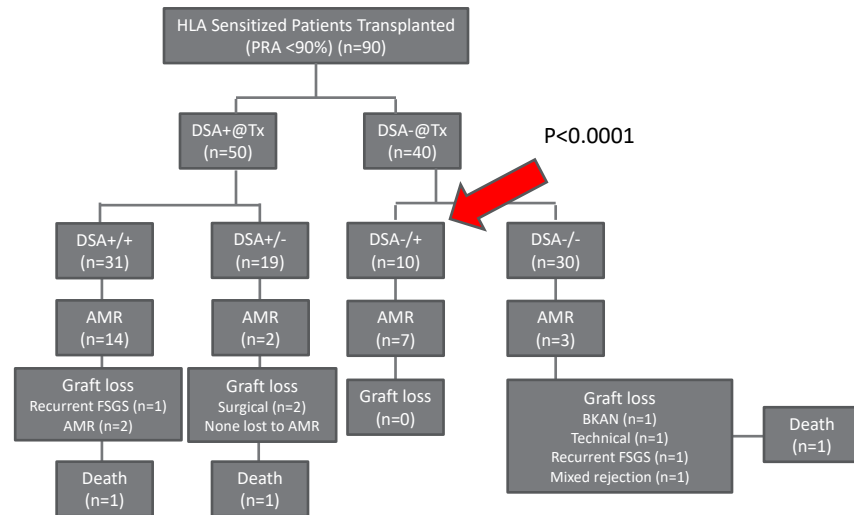 HLA Sensitized Patients Transplanted
(PRA <90%) (n=90)
DSA+@Tx
(n=50)
DSA-@Tx
(n=40)
P<0.0001
DSA+/+
(n=31)
DSA+/-
(n=19)
DSA-/+
(n=10)
DSA-/-
(n=30)
AMR
(n=14)
AMR
(n=2)
AMR
(n=7)
AMR
(n=3)
Graft loss
Recurrent FSGS (n=1)
AMR (n=2)
Graft loss
Surgical (n=2)
None lost to AMR
Graft loss
(n=0)
Graft loss
BKAN (n=1)
Technical (n=1)
Recurrent FSGS (n=1)
Mixed rejection (n=1)
Death
(n=1)
Death
(n=1)
Death
(n=1)